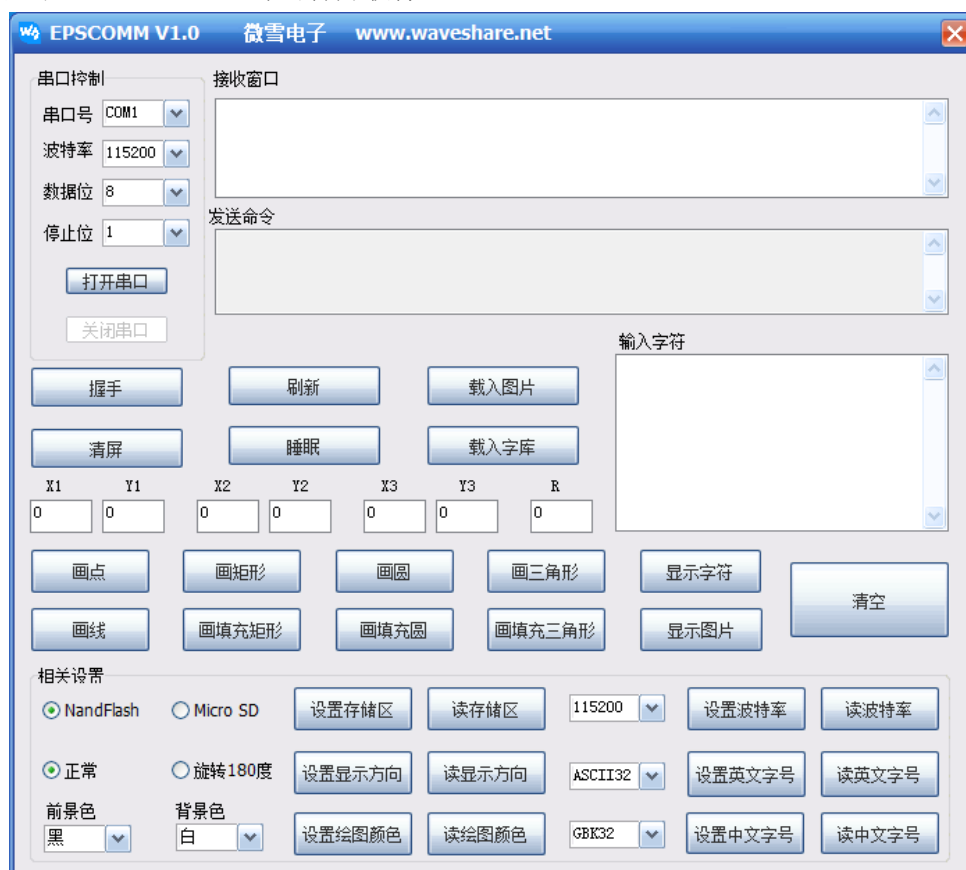 EPSCOMM V1.0 微雪电子 www.waveshare.net
串口控制
串口号 COM1
波特率 115200
数据位 8
停止位 1
打开串口
关闭串口
接收窗口
发送命令
输入字符
握手 刷新 载入图片
清屏 睡眠 载入字库
X1 Y1 X2 Y2 X3 Y3 R
0 0 0 0 0 0 0
画点 画矩形 画圆 画三角形 显示字符
清空
画线 画填充矩形 画填充圆 画填充三角形 显示图片
相关设置
NandFlash Micro SD 设置存储区 读存储区 115200 设置波特率 读波特率
正常 旋转180度 设置显示方向 读显示方向 ASCII32 设置英文字号 读英文字号
前景色 背景色
黑 白 设置绘图颜色 读绘图颜色 GBK32 设置中文字号 读中文字号